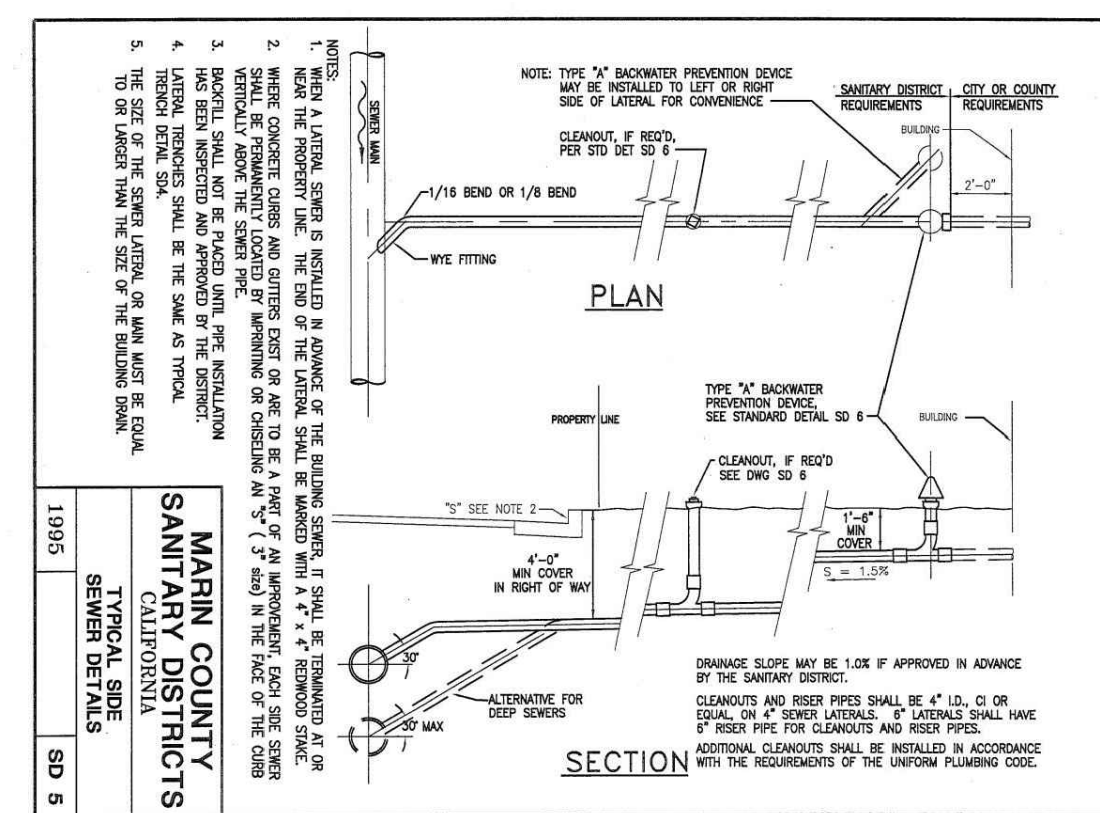 NOTE: TYPE "A" BACKWATER PREVENTION DEVICE
MAY BE INSTALLED TO LEFT OR RIGHT
SIDE OF LATERAL FOR CONVENIENCE
SANITARY DISTRICT
REQUIREMENTS
CITY OR COUNTY
REQUIREMENTS
BUILDING
2'-0"
CLEANOUT, IF REQ'D,
PER STD DET SD 6
SEWER MAIN
1/16 BEND OR 1/8 BEND
WYE FITTING
PLAN
TYPE "A" BACKWATER
PREVENTION DEVICE,
SEE STANDARD DETAIL SD 6
BUILDING
PROPERTY LINE
CLEANOUT, IF REQ'D
SEE DWG SD 6
"S" SEE NOTE 2
4'-0"
MIN COVER
IN RIGHT OF WAY
1'-6"
MIN
COVER
S = 1.5%
30°
ALTERNATIVE FOR
DEEP SEWERS
30° MAX
SECTION
DRAINAGE SLOPE MAY BE 1.0% IF APPROVED IN ADVANCE
BY THE SANITARY DISTRICT.
CLEANOUTS AND RISER PIPES SHALL BE 4" I.D., CI OR
EQUAL, ON 4" SEWER LATERALS. 6" LATERALS SHALL HAVE
6" RISER PIPE FOR CLEANOUTS AND RISER PIPES.
ADDITIONAL CLEANOUTS SHALL BE INSTALLED IN ACCORDANCE
WITH THE REQUIREMENTS OF THE UNIFORM PLUMBING CODE.
NOTES:
1. WHEN A LATERAL SEWER IS INSTALLED IN ADVANCE OF THE BUILDING SEWER, IT SHALL BE TERMINATED AT OR
NEAR THE PROPERTY LINE. THE END OF THE LATERAL SHALL BE MARKED WITH A 4" x 4" REDWOOD STAKE.
2. WHERE CONCRETE CURBS AND GUTTERS EXIST OR ARE TO BE A PART OF AN IMPROVEMENT, EACH SIDE SEWER
SHALL BE PERMANENTLY LOCATED BY IMPRINTING OR CHISELING AN "S" ( 3" size) IN THE FACE OF THE CURB
VERTICALLY ABOVE THE SEWER PIPE.
3. BACKFILL SHALL NOT BE PLACED UNTIL PIPE INSTALLATION
HAS BEEN INSPECTED AND APPROVED BY THE DISTRICT.
4. LATERAL TRENCHES SHALL BE THE SAME AS TYPICAL
TRENCH DETAIL SD4.
5. THE SIZE OF THE SEWER LATERAL OR MAIN MUST BE EQUAL
TO OR LARGER THAN THE SIZE OF THE BUILDING DRAIN.
MARIN COUNTY
SANITARY DISTRICTS
CALIFORNIA
TYPICAL SIDE
SEWER DETAILS
1995
SD 5